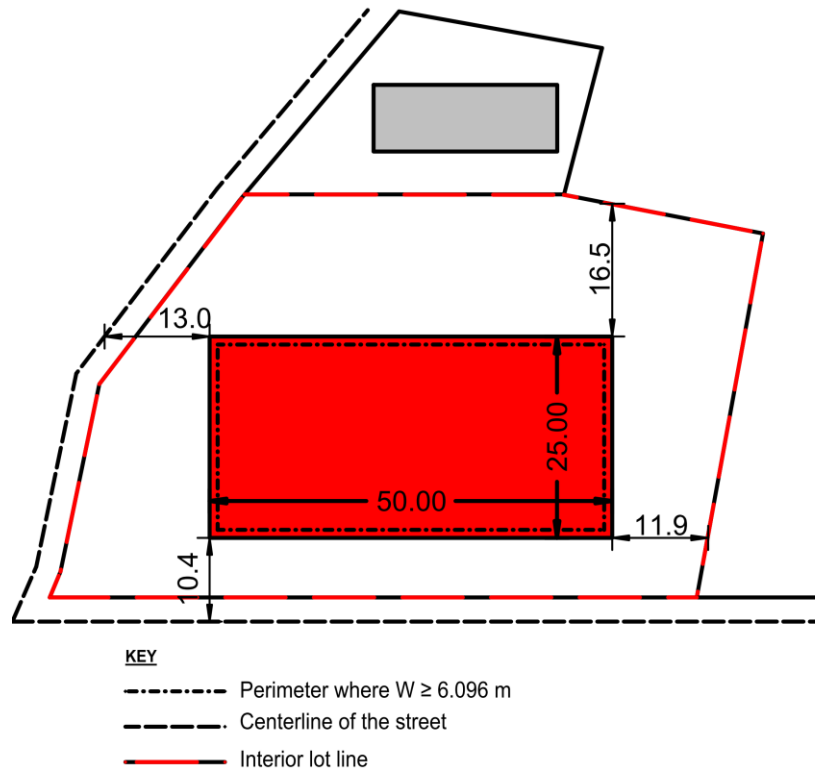 16.5
13.0
25.00
50.00
11.9
10.4
KEY
Perimeter where W ≥ 6.096 m
Centerline of the street
Interior lot line